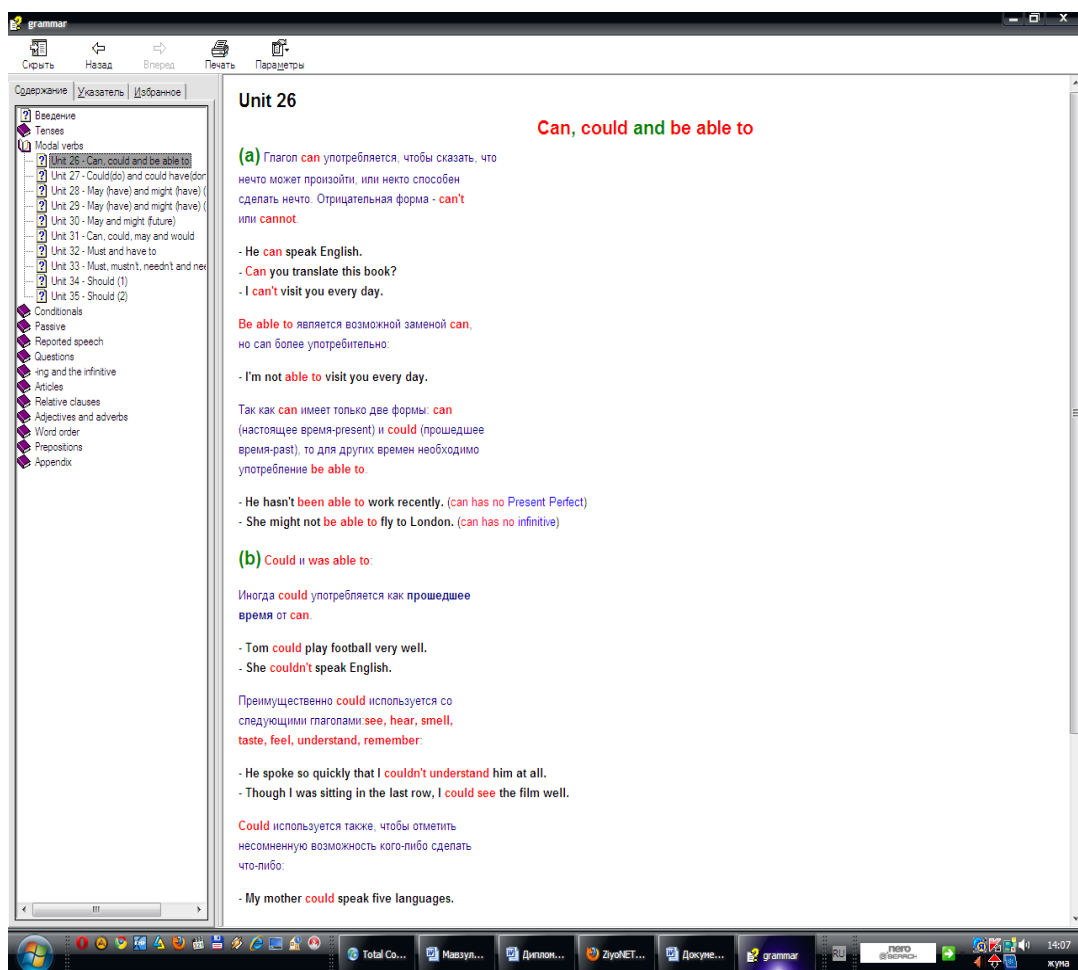 grammar
Скрыть Назад Вперед Печать Параметры
Содержание Указатель Избранное
Введение
Tenses
Modal verbs
Unit 26 - Can, could and be able to
Unit 27 - Could(do) and could have(dor
Unit 28 - May (have) and might (have) (
Unit 29 - May (have) and might (have) (
Unit 30 - May and might (future)
Unit 31 - Can, could, may and would
Unit 32 - Must and have to
Unit 33 - Must, mustn't, needn't and nee
Unit 34 - Should (1)
Unit 35 - Should (2)
Conditionals
Passive
Reported speech
Questions
-ing and the infinitive
Articles
Relative clauses
Adjectives and adverbs
Word order
Prepositions
Appendix
Unit 26
Can, could and be able to
(a) Глагол can употребляется, чтобы сказать, что
нечто может произойти, или некто способен
сделать нечто. Отрицательная форма - can't
или cannot.
- He can speak English.
- Can you translate this book?
- I can't visit you every day.
Be able to является возможной заменой can,
но can более употребительно:
- I'm not able to visit you every day.
Так как can имеет только две формы: can
(настоящее время-present) и could (прошедшее
время-past), то для других времен необходимо
употребление be able to.
- He hasn't been able to work recently. (can has no Present Perfect)
- She might not be able to fly to London. (can has no infinitive)
(b) Could и was able to:
Иногда could употребляется как прошедшее
время от can.
- Tom could play football very well.
- She couldn't speak English.
Преимущественно could используется со
следующими глаголами:see, hear, smell,
taste, feel, understand, remember:
- He spoke so quickly that I couldn't understand him at all.
- Though I was sitting in the last row, I could see the film well.
Could используется также, чтобы отметить
несомненную возможность кого-либо сделать
что-либо:
- My mother could speak five languages.
Total Co... Мавзул... Диплом... ZiyoNET... Докуме... grammar RU nero SEARCH 14:07
жума